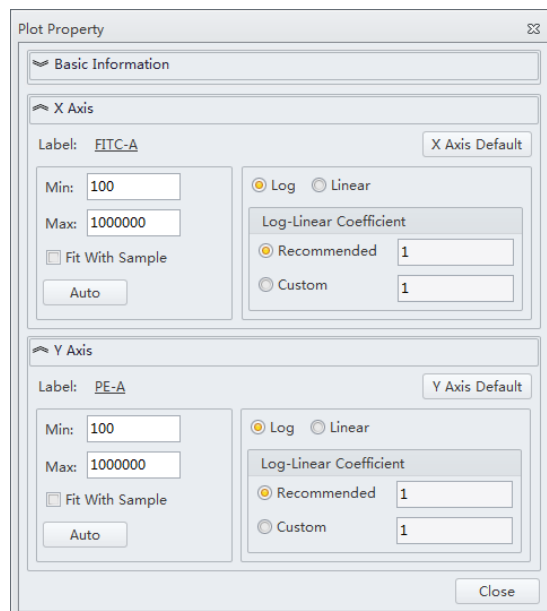 Plot Property
Basic Information
X Axis
Label: FITC-A X Axis Default
Min: 100
Max: 1000000
Fit With Sample
Auto
Log Linear
Log-Linear Coefficient
Recommended 1
Custom 1
Y Axis
Label: PE-A Y Axis Default
Min: 100
Max: 1000000
Fit With Sample
Auto
Log Linear
Log-Linear Coefficient
Recommended 1
Custom 1
Close